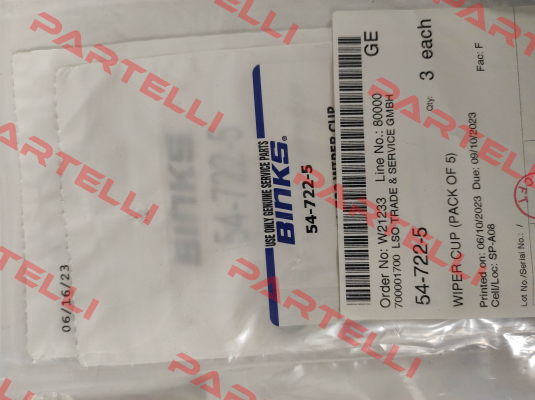 06/16/23
USE ONLY GENUINE SERVICE PARTS
BINKS®
54-722-5
WIPER CUP
GE
Order No: W21233 Line No.: 80000
700001700 LSO TRADE & SERVICE GMBH
54-722-5
Qty: 3 each
WIPER CUP (PACK OF 5)
Printed on: 06/10/2023 Due: 09/10/2023
Fac: F
Cell/Loc: SP-A08
Lot No./Serial No.: /
PARTELLI
PARTELLI
PARTELLI
PARTELLI
PARTELLI